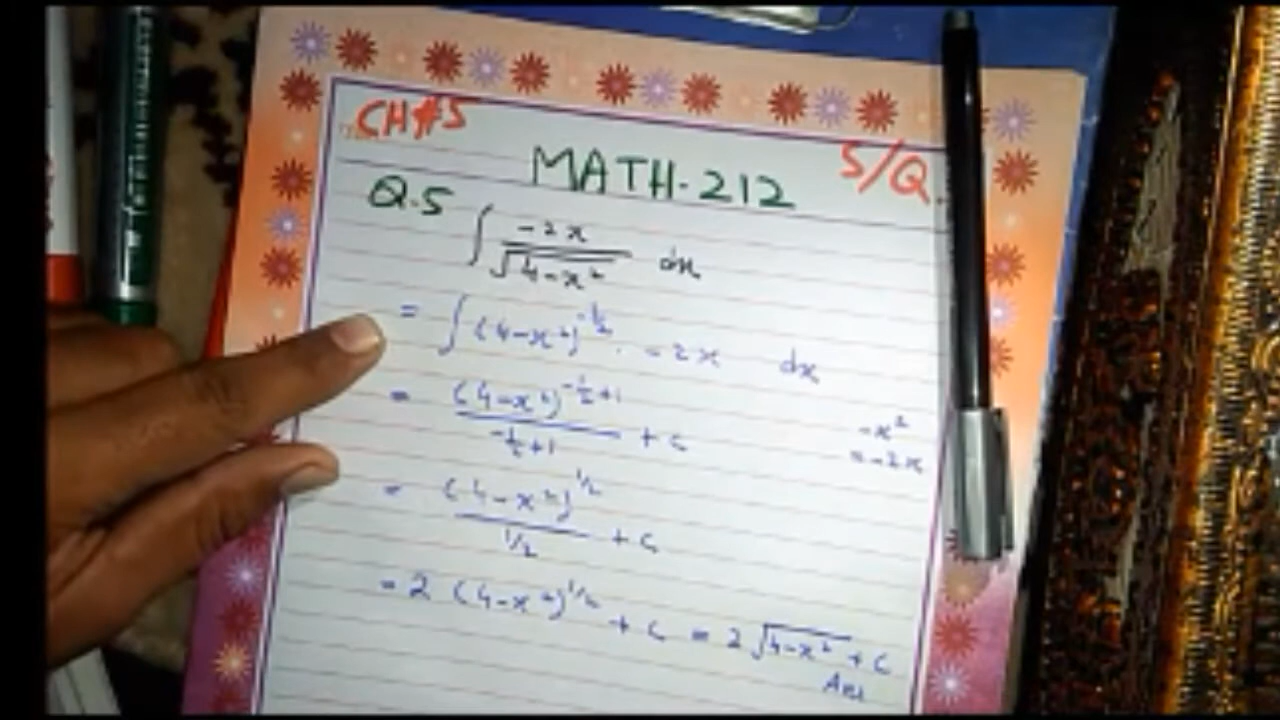 CH#5
MATH-212
S/Q.
Q.5 ∫ -2x / √(4-x²) dx
= ∫ (4-x²)^(-1/2) . -2x dx
= (4-x²)^(-1/2+1) / (-1/2+1) + c
-x²
= -2x
= (4-x²)^(1/2) / (1/2) + c
= 2 (4-x²)^(1/2) + c = 2√(4-x²) + c
Ans